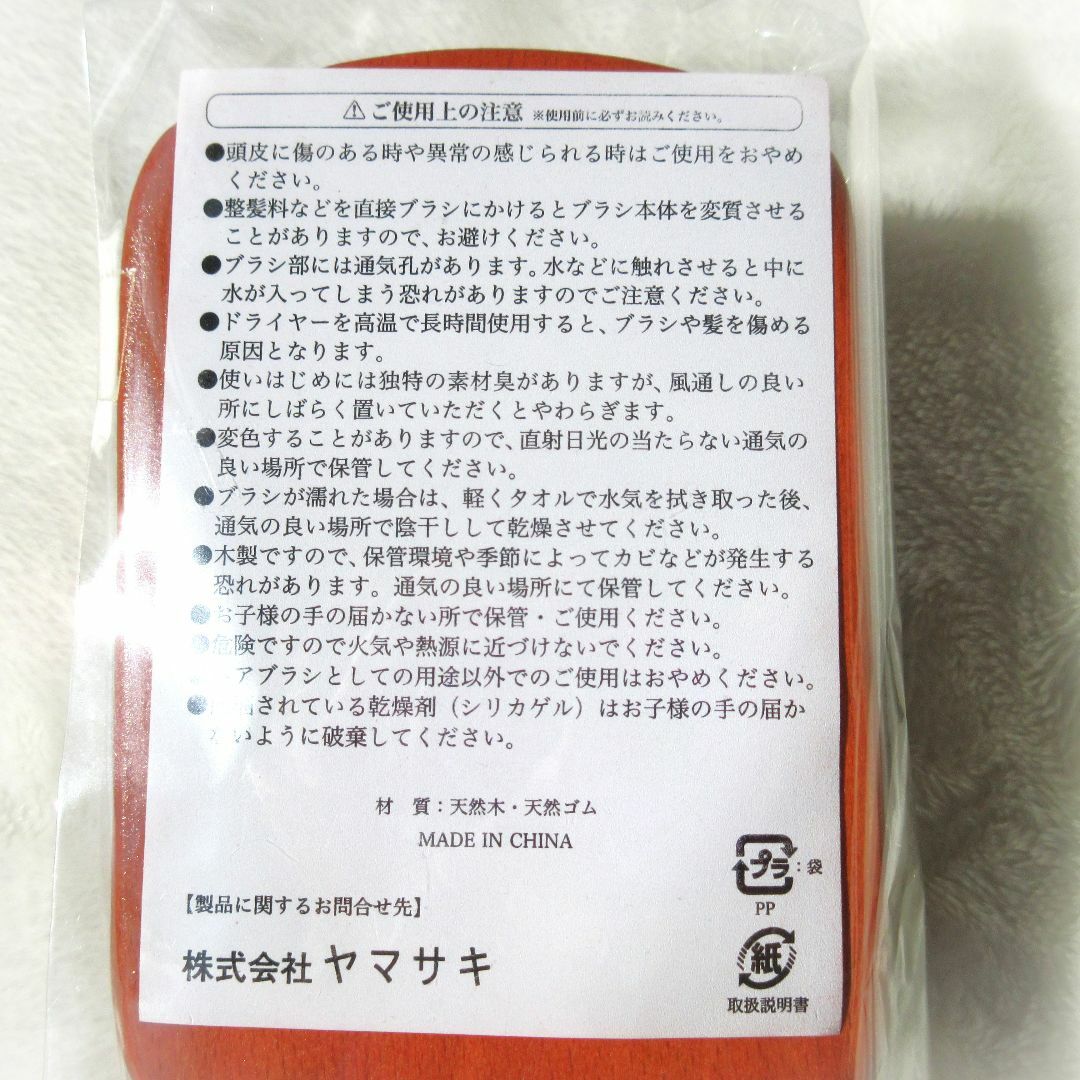 ⚠ご使用上の注意 ※使用前に必ずお読みください。
●頭皮に傷のある時や異常の感じられる時はご使用をおやめ
ください。
●整髪料などを直接ブラシにかけるとブラシ本体を変質させる
ことがありますので、お避けください。
●ブラシ部には通気孔があります。水などに触れさせると中に
水が入ってしまう恐れがありますのでご注意ください。
●ドライヤーを高温で長時間使用すると、ブラシや髪を傷める
原因となります。
●使いはじめには独特の素材臭がありますが、風通しの良い
所にしばらく置いていただくとやわらぎます。
●変色することがありますので、直射日光の当たらない通気の
良い場所で保管してください。
●ブラシが濡れた場合は、軽くタオルで水気を拭き取った後、
通気の良い場所で陰干しして乾燥させてください。
●木製ですので、保管環境や季節によってカビなどが発生する
恐れがあります。通気の良い場所にて保管してください。
●お子様の手の届かない所で保管・ご使用ください。
●危険ですので火気や熱源に近づけないでください。
アブラシとしての用途以外でのご使用はおやめください。
●されている乾燥剤（シリカゲル）はお子様の手の届か
ないように破棄してください。
材 質：天然木・天然ゴム
MADE IN CHINA
プラ：袋
PP
【製品に関するお問合せ先】
株式会社ヤマサキ
紙
取扱説明書